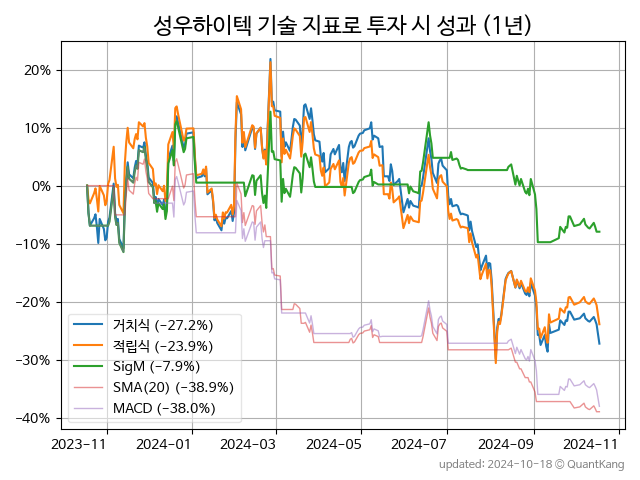 성우하이텍 기술 지표로 투자 시 성과 (1년)
20%
10%
0%
−10%
−20%
−30%
−40%
거치식 (−27.2%)
적립식 (−23.9%)
SigM (−7.9%)
SMA(20) (−38.9%)
MACD (−38.0%)
2023−11 2024−01 2024−03 2024−05 2024−07 2024−09 2024−11
updated: 2024−10−18 © QuantKang